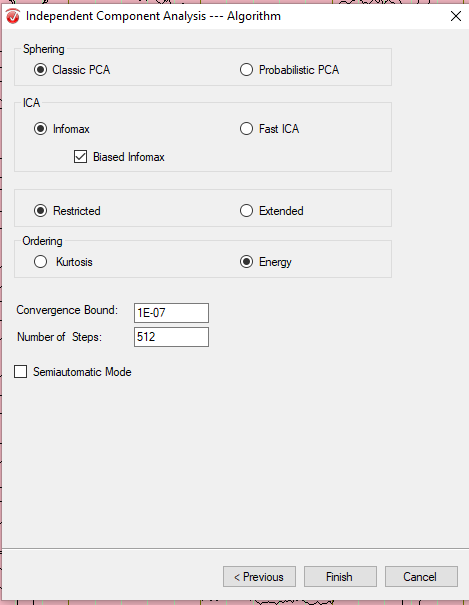 Independent Component Analysis --- Algorithm
Sphering
Classic PCA
Probabilistic PCA
ICA
Infomax
Fast ICA
Biased Infomax
Restricted
Extended
Ordering
Kurtosis
Energy
Convergence Bound: 1E-07
Number of Steps: 512
Semiautomatic Mode
< Previous
Finish
Cancel